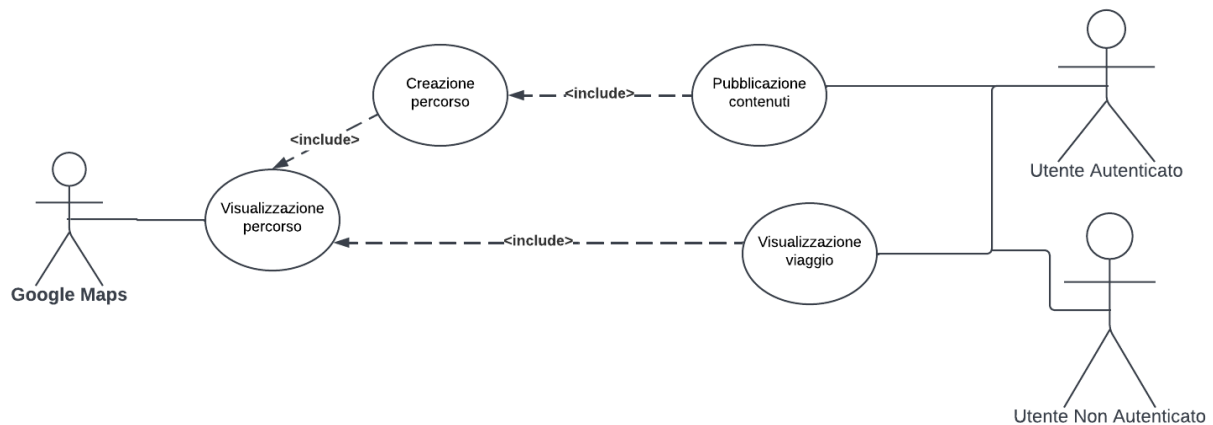 Creazione
percorso
<include>
Pubblicazione
contenuti
<include>
Utente Autenticato
Visualizzazione
percorso
<include>
Visualizzazione
viaggio
Google Maps
Utente Non Autenticato